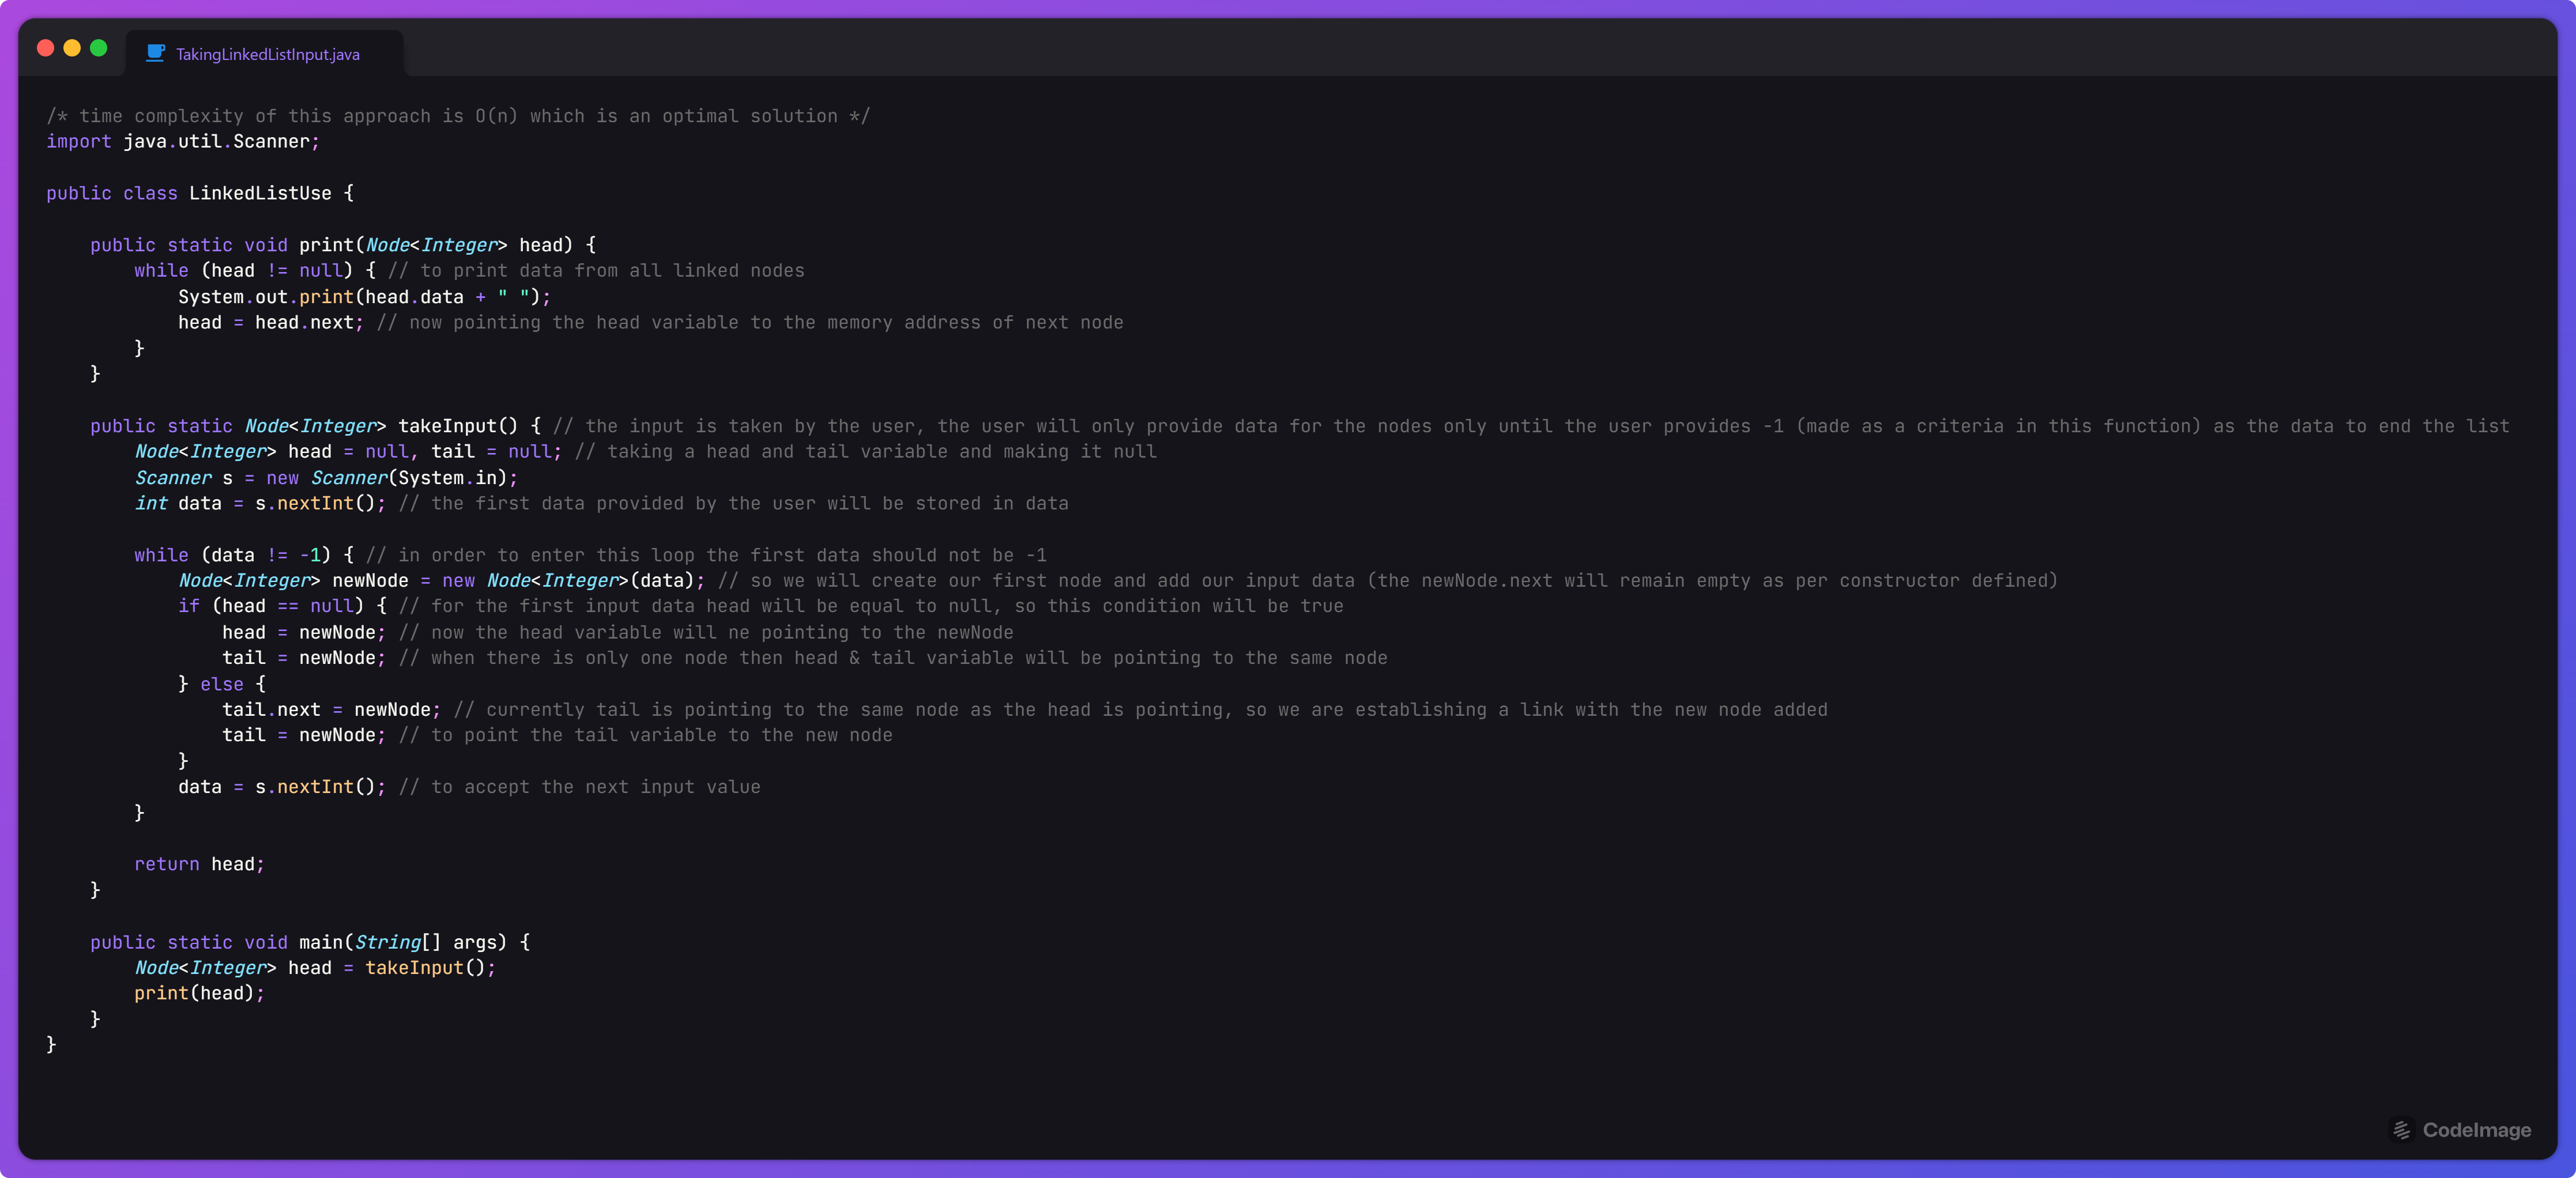 TakingLinkedListInput.java
/* time complexity of this approach is O(n) which is an optimal solution */
import java.util.Scanner;
public class LinkedListUse {
public static void print(Node<Integer> head) {
while (head != null) { // to print data from all linked nodes
System.out.print(head.data + " ");
head = head.next; // now pointing the head variable to the memory address of next node
}
}
public static Node<Integer> takeInput() { // the input is taken by the user, the user will only provide data for the nodes only until the user provides -1 (made as a criteria in this function) as the data to end the list
Node<Integer> head = null, tail = null; // taking a head and tail variable and making it null
Scanner s = new Scanner(System.in);
int data = s.nextInt(); // the first data provided by the user will be stored in data
while (data != -1) { // in order to enter this loop the first data should not be -1
Node<Integer> newNode = new Node<Integer>(data); // so we will create our first node and add our input data (the newNode.next will remain empty as per constructor defined)
if (head == null) { // for the first input data head will be equal to null, so this condition will be true
head = newNode; // now the head variable will ne pointing to the newNode
tail = newNode; // when there is only one node then head & tail variable will be pointing to the same node
} else {
tail.next = newNode; // currently tail is pointing to the same node as the head is pointing, so we are establishing a link with the new node added
tail = newNode; // to point the tail variable to the new node
}
data = s.nextInt(); // to accept the next input value
}
return head;
}
public static void main(String[] args) {
Node<Integer> head = takeInput();
print(head);
}
}
CodeImage